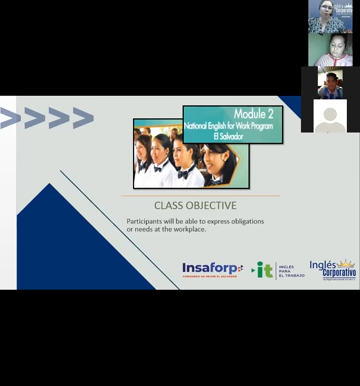 Module 2
National English for Work Program
El Salvador
CLASS OBJECTIVE
Participants will be able to express obligations
or needs at the workplace.
Insaforp
it
INGLÉS
PARA
EL TRABAJO
Inglés
Corporativo